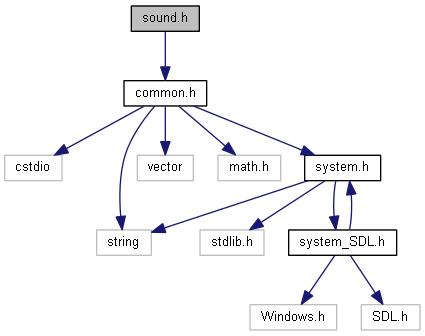 sound.h
common.h
cstdio
vector
math.h
system.h
string
stdlib.h
system_SDL.h
Windows.h
SDL.h